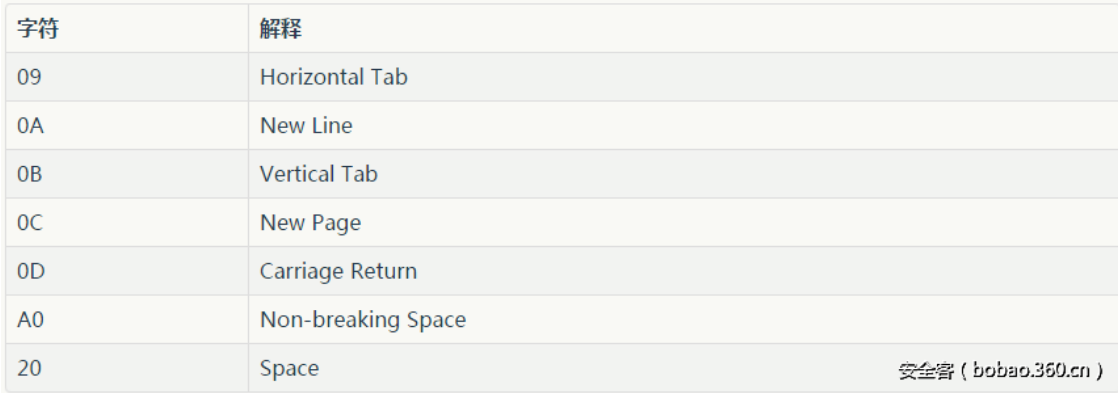 字符 解释
09 Horizontal Tab
0A New Line
0B Vertical Tab
0C New Page
0D Carriage Return
A0 Non-breaking Space
20 Space
安全客 ( bobao.360.cn )